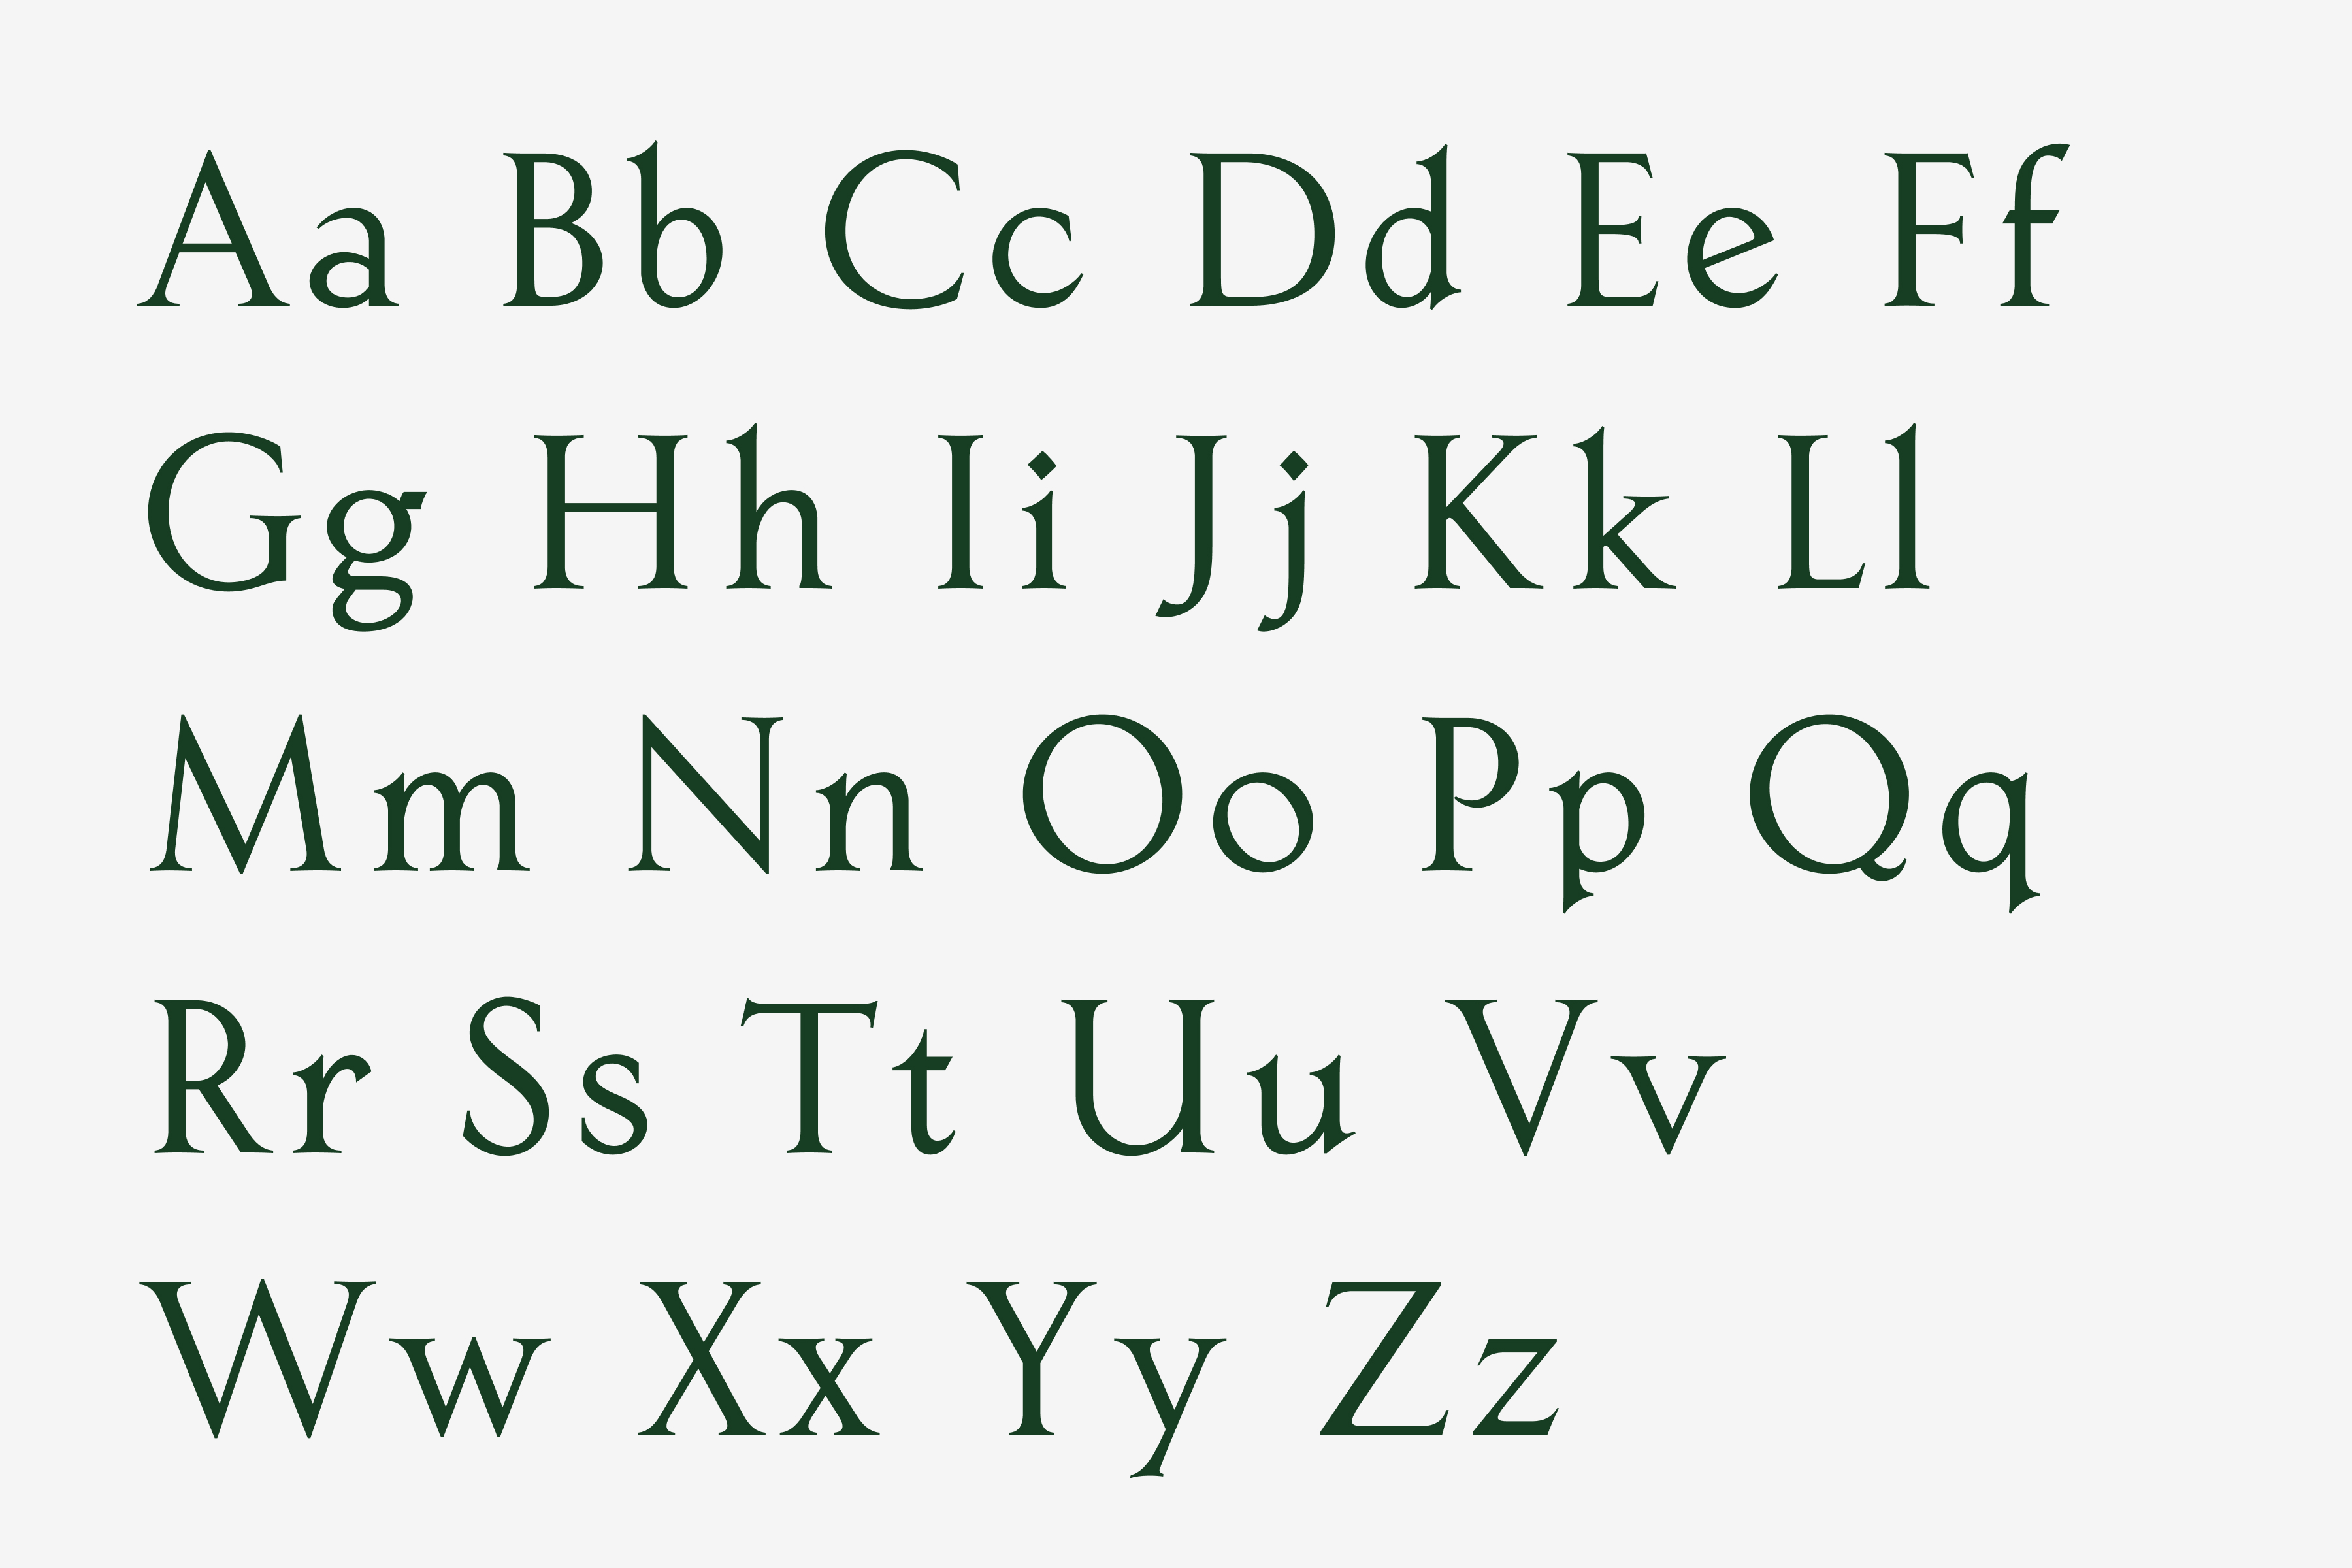 Aa Bb Cc Dd Ee Ff
Gg Hh Ii Jj Kk Ll
Mm Nn Oo Pp Qq
Rr Ss Tt Uu Vv
Ww Xx Yy Zz